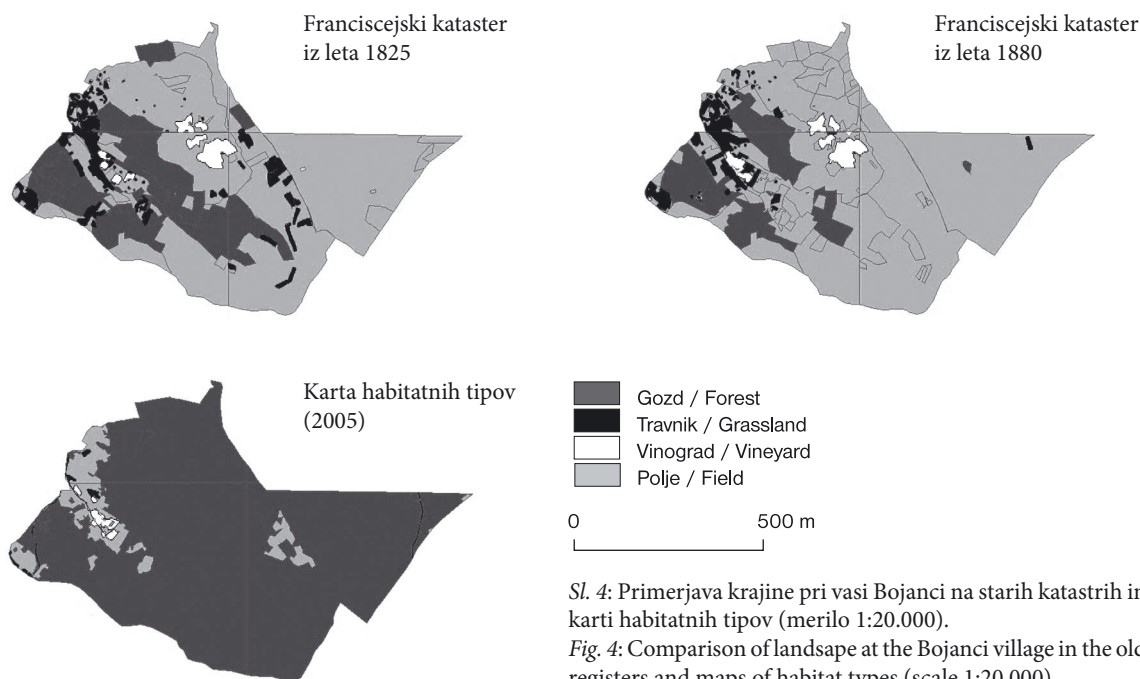 Franciscejski kataster
iz leta 1825
Franciscejski kataster
iz leta 1880
Karta habitatnih tipov
(2005)
Gozd / Forest
Travnik / Grassland
Vinograd / Vineyard
Polje / Field
0 500 m
Sl. 4: Primerjava krajine pri vasi Bojanci na starih katastrih in
karti habitatnih tipov (merilo 1:20.000).
Fig. 4: Comparison of landsape at the Bojanci village in the old
registers and maps of habitat types (scale 1:20.000)